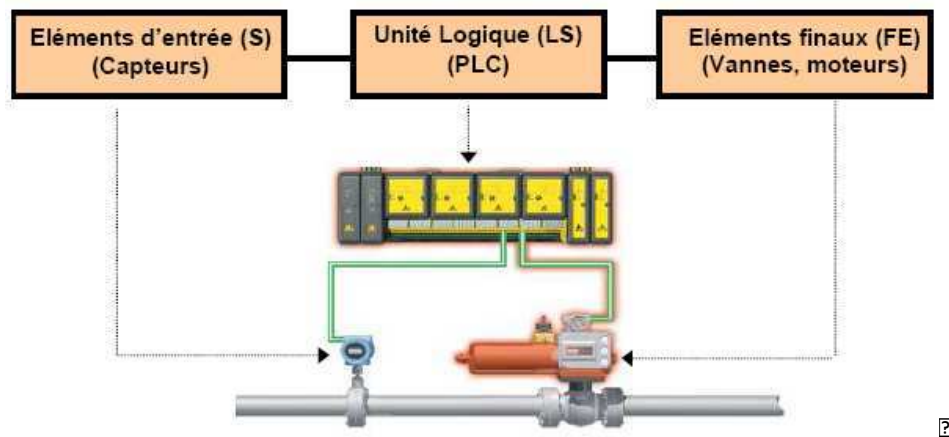 Eléments d'entrée (S)
(Capteurs)
Unité Logique (LS)
(PLC)
Eléments finaux (FE)
(Vannes, moteurs)